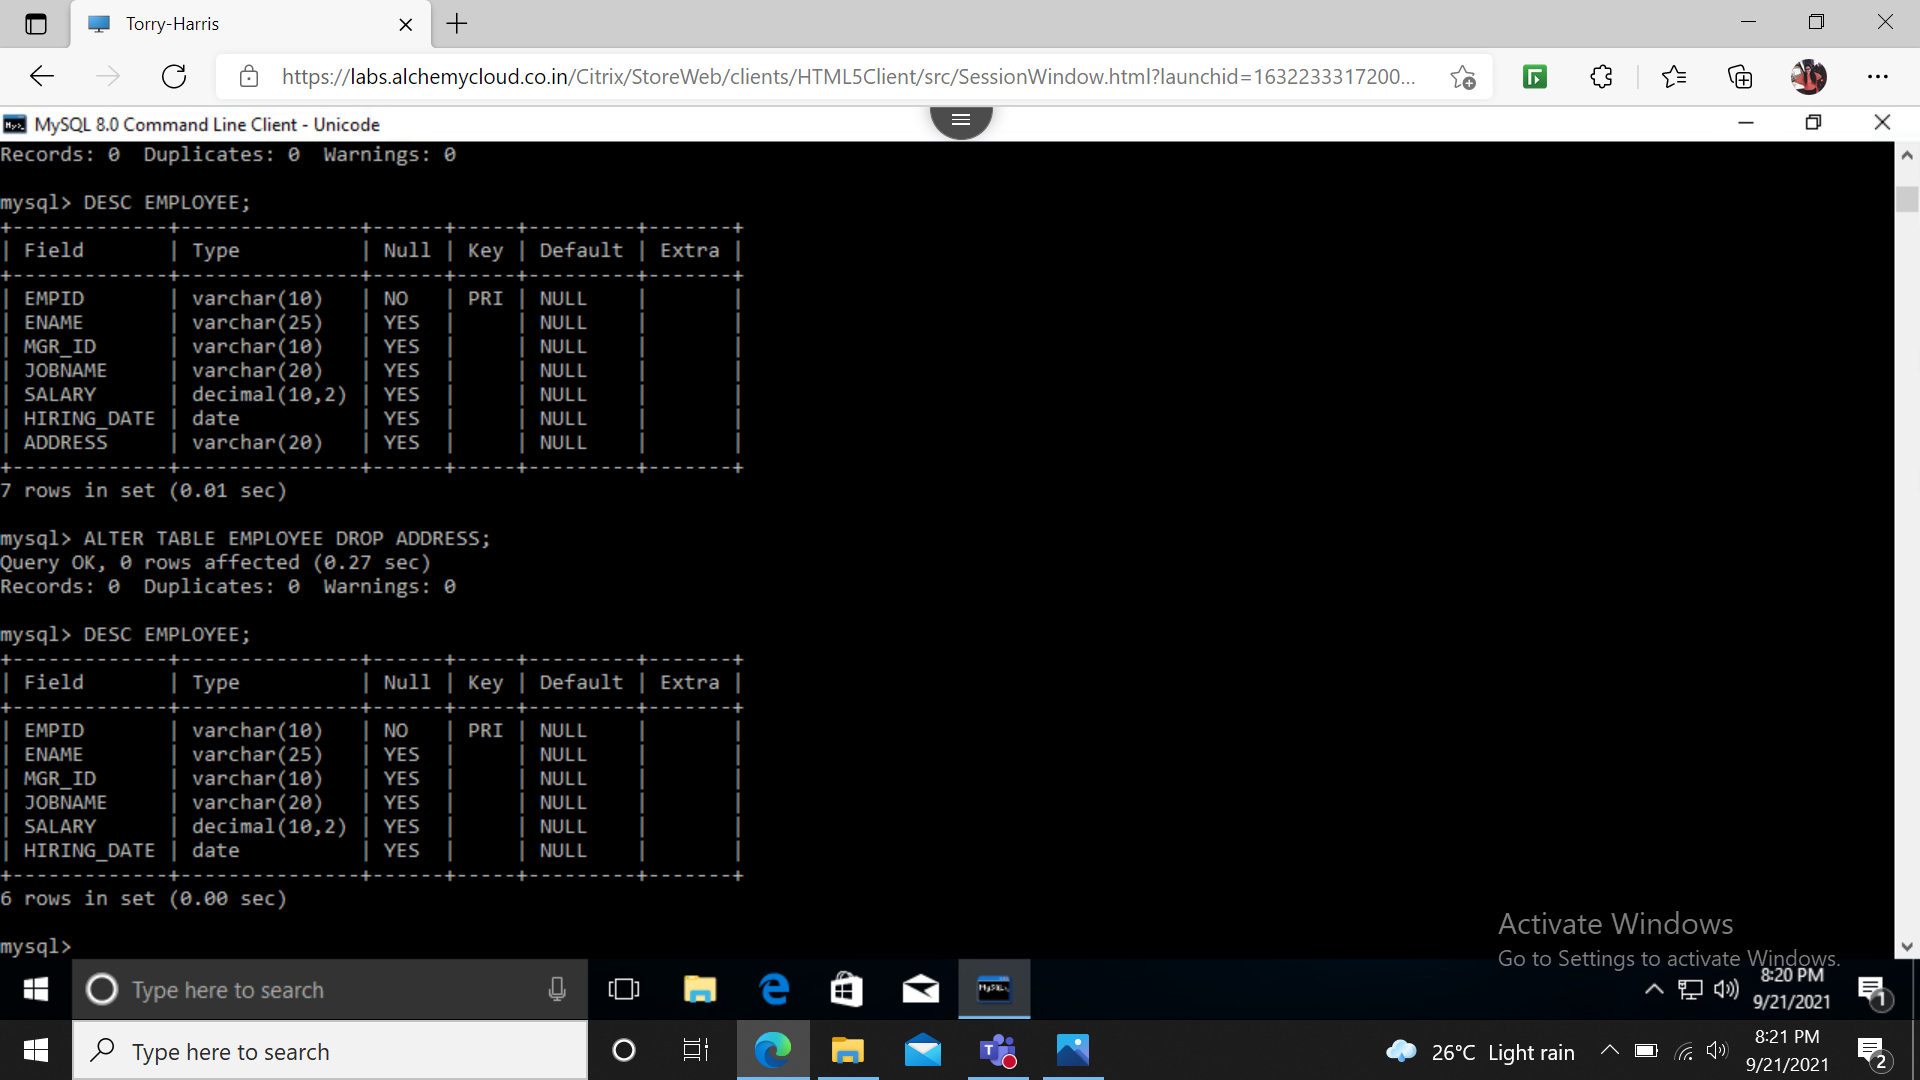 Torry-Harris
https://labs.alchemycloud.co.in/Citrix/StoreWeb/clients/HTML5Client/src/SessionWindow.html?launchid=1632233317200...
MySQL 8.0 Command Line Client - Unicode
Records: 0  Duplicates: 0  Warnings: 0
mysql> DESC EMPLOYEE;
+-------------+---------------+------+-----+---------+-------+
| Field       | Type          | Null | Key | Default | Extra |
+-------------+---------------+------+-----+---------+-------+
| EMPID       | varchar(10)   | NO   | PRI | NULL    |       |
| ENAME       | varchar(25)   | YES  |     | NULL    |       |
| MGR_ID      | varchar(10)   | YES  |     | NULL    |       |
| JOBNAME     | varchar(20)   | YES  |     | NULL    |       |
| SALARY      | decimal(10,2) | YES  |     | NULL    |       |
| HIRING_DATE | date          | YES  |     | NULL    |       |
| ADDRESS     | varchar(20)   | YES  |     | NULL    |       |
+-------------+---------------+------+-----+---------+-------+
7 rows in set (0.01 sec)
mysql> ALTER TABLE EMPLOYEE DROP ADDRESS;
Query OK, 0 rows affected (0.27 sec)
Records: 0  Duplicates: 0  Warnings: 0
mysql> DESC EMPLOYEE;
+-------------+---------------+------+-----+---------+-------+
| Field       | Type          | Null | Key | Default | Extra |
+-------------+---------------+------+-----+---------+-------+
| EMPID       | varchar(10)   | NO   | PRI | NULL    |       |
| ENAME       | varchar(25)   | YES  |     | NULL    |       |
| MGR_ID      | varchar(10)   | YES  |     | NULL    |       |
| JOBNAME     | varchar(20)   | YES  |     | NULL    |       |
| SALARY      | decimal(10,2) | YES  |     | NULL    |       |
| HIRING_DATE | date          | YES  |     | NULL    |       |
+-------------+---------------+------+-----+---------+-------+
6 rows in set (0.00 sec)
mysql>
Activate Windows
Go to Settings to activate Windows.
Type here to search
8:20 PM
9/21/2021
1
Type here to search
26°C Light rain
8:21 PM
9/21/2021
2